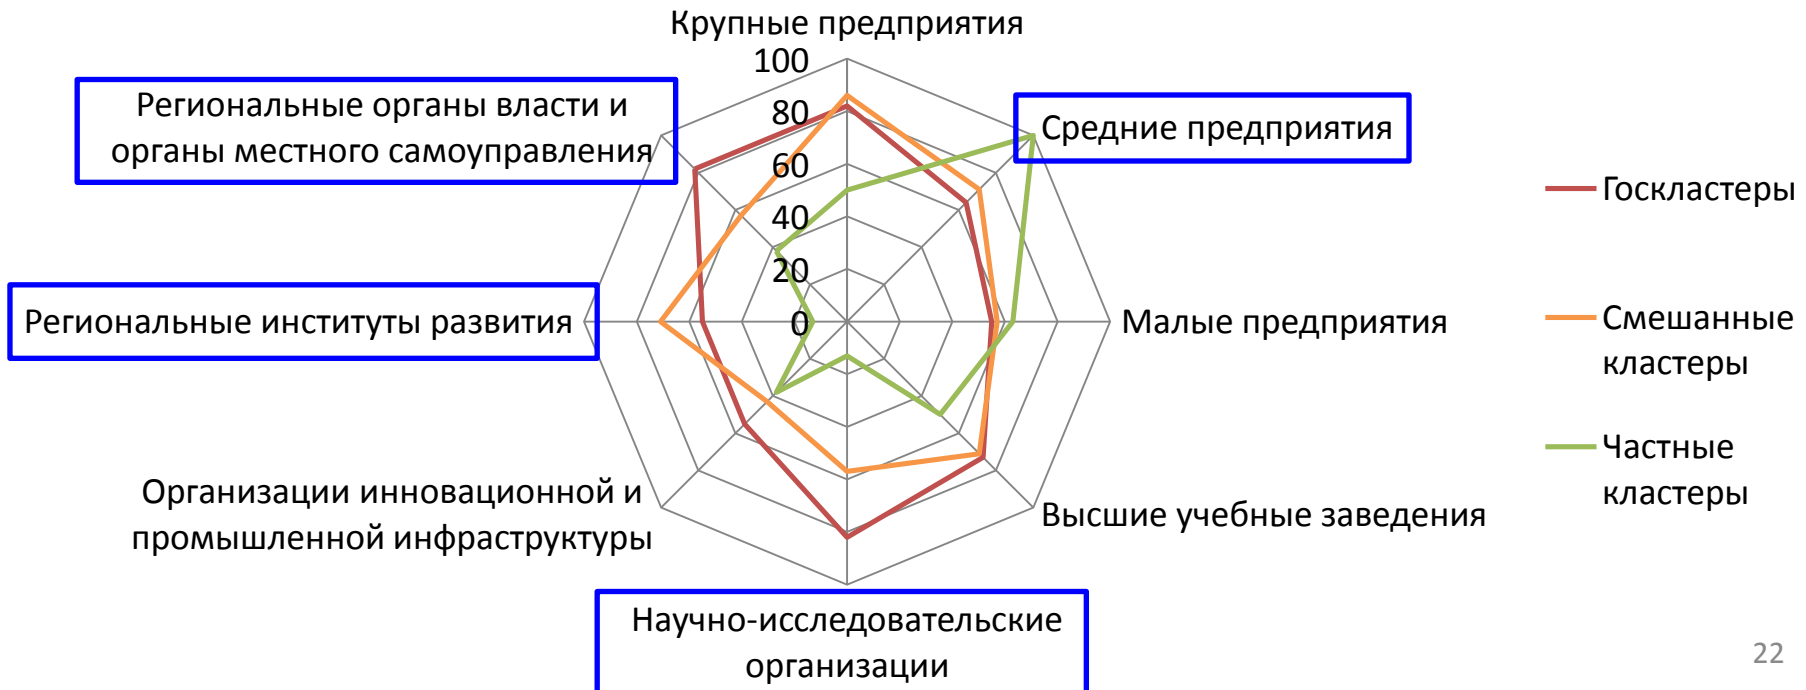 Крупные предприятия
100
80
60
40
20
0
Региональные органы власти и
органы местного самоуправления
Средние предприятия
Региональные институты развития
Малые предприятия
Организации инновационной и
промышленной инфраструктуры
Высшие учебные заведения
Научно-исследовательские
организации
Госкластеры
Смешанные
кластеры
Частные
кластеры
22